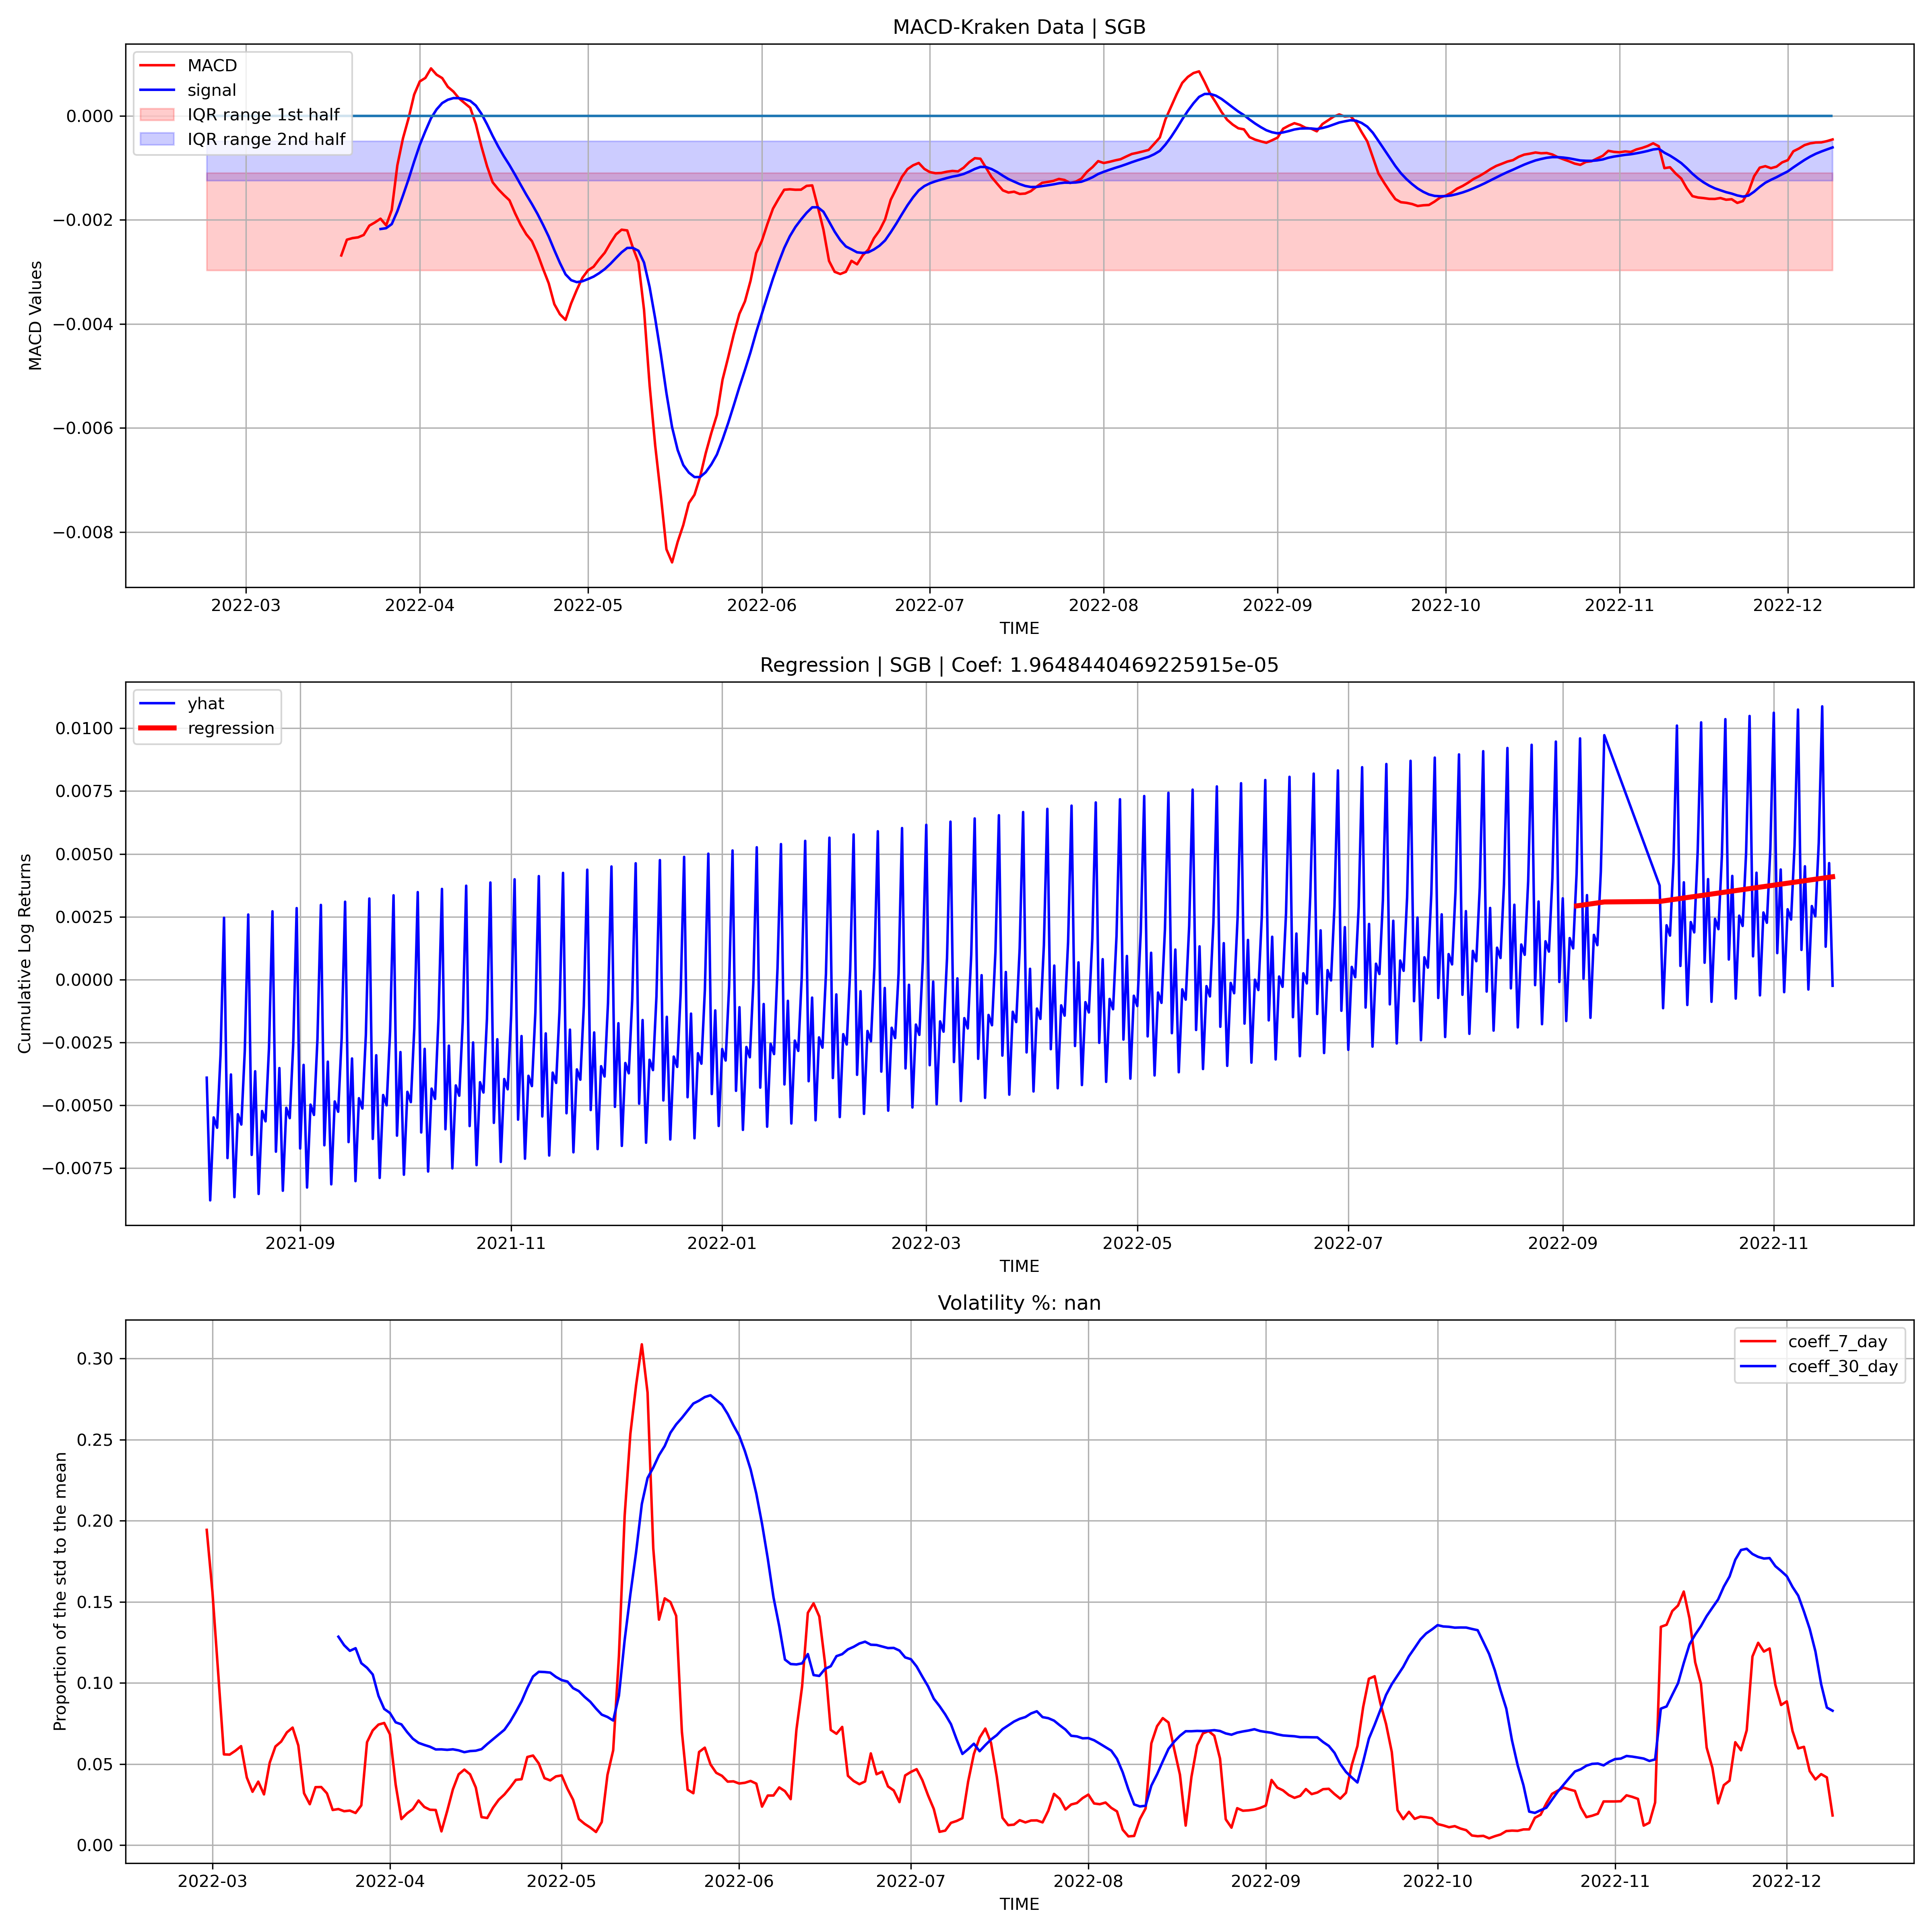 MACD-Kraken Data | SGB
MACD
signal
IQR range 1st half
IQR range 2nd half
0.000
−0.002
−0.004
−0.006
−0.008
MACD Values
2022-03 2022-04 2022-05 2022-06 2022-07 2022-08 2022-09 2022-10 2022-11 2022-12
TIME
Regression | SGB | Coef: 1.9648440469225915e-05
yhat
regression
0.0100
0.0075
0.0050
0.0025
0.0000
−0.0025
−0.0050
−0.0075
Cumulative Log Returns
2021-09 2021-11 2022-01 2022-03 2022-05 2022-07 2022-09 2022-11
TIME
Volatility %: nan
coeff_7_day
coeff_30_day
0.30
0.25
0.20
0.15
0.10
0.05
0.00
Proportion of the std to the mean
2022-03 2022-04 2022-05 2022-06 2022-07 2022-08 2022-09 2022-10 2022-11 2022-12
TIME